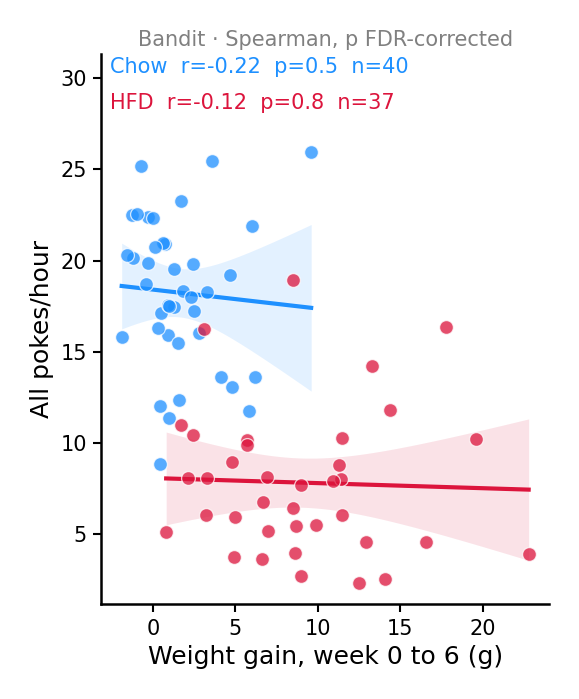 Bandit · Spearman, p FDR-corrected
Chow r=-0.22 p=0.5 n=40
HFD r=-0.12 p=0.8 n=37
30
25
20
15
10
5
All pokes/hour
0 5 10 15 20
Weight gain, week 0 to 6 (g)